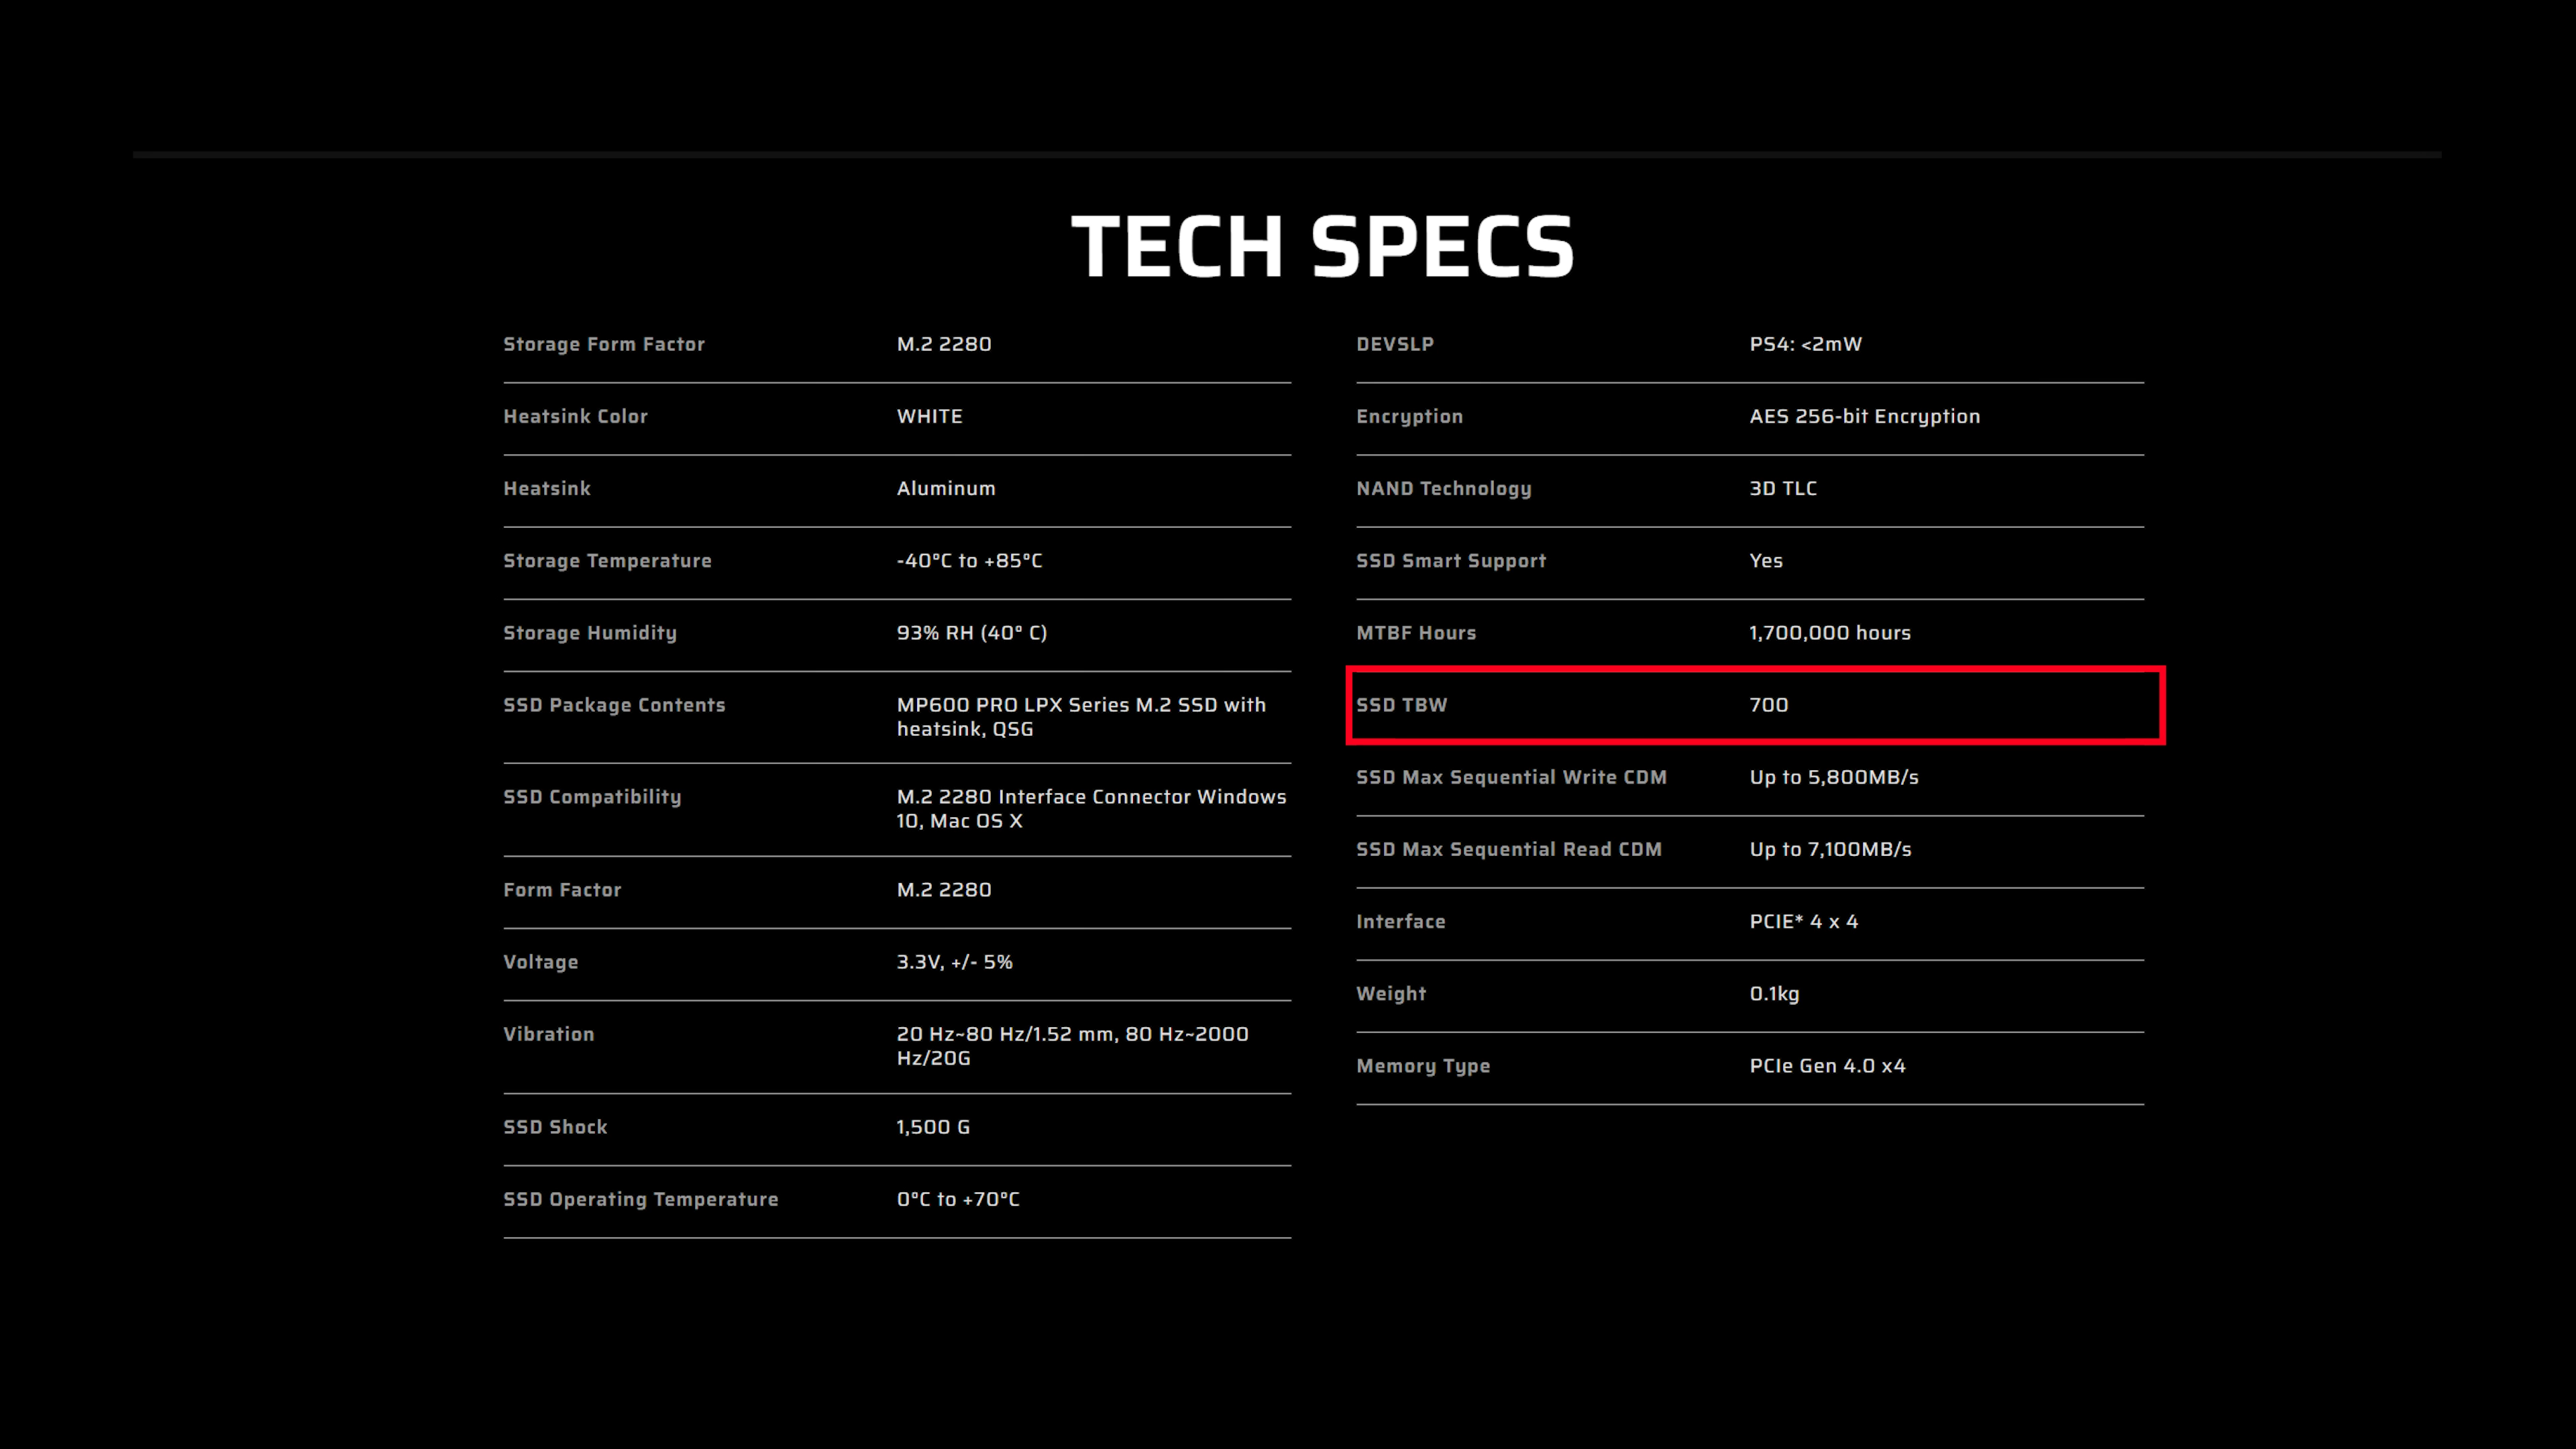 TECH SPECS
Storage Form Factor
M.2 2280
Heatsink Color
WHITE
Heatsink
Aluminum
Storage Temperature
-40°C to +85°C
Storage Humidity
93% RH (40° C)
SSD Package Contents
MP600 PRO LPX Series M.2 SSD with
heatsink, QSG
SSD Compatibility
M.2 2280 Interface Connector Windows
10, Mac OS X
Form Factor
M.2 2280
Voltage
3.3V, +/- 5%
Vibration
20 Hz~80 Hz/1.52 mm, 80 Hz~2000
Hz/20G
SSD Shock
1,500 G
SSD Operating Temperature
0°C to +70°C
DEVSLP
PS4: <2mW
Encryption
AES 256-bit Encryption
NAND Technology
3D TLC
SSD Smart Support
Yes
MTBF Hours
1,700,000 hours
SSD TBW
700
SSD Max Sequential Write CDM
Up to 5,800MB/s
SSD Max Sequential Read CDM
Up to 7,100MB/s
Interface
PCIE* 4 x 4
Weight
0.1kg
Memory Type
PCIe Gen 4.0 x4